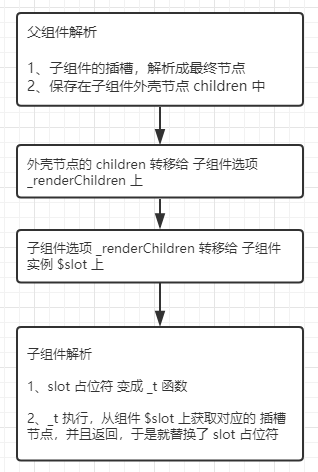 父组件解析
1、子组件的插槽，解析成最终节点
2、保存在子组件外壳节点 children 中
外壳节点的 children 转移给 子组件选项
_renderChildren 上
子组件选项 _renderChildren 转移给 子组件
实例 $slot 上
子组件解析
1、slot 占位符 变成 _t 函数
2、_t 执行，从组件 $slot 上获取对应的 插槽
节点，并且返回，于是就替换了 slot 占位符